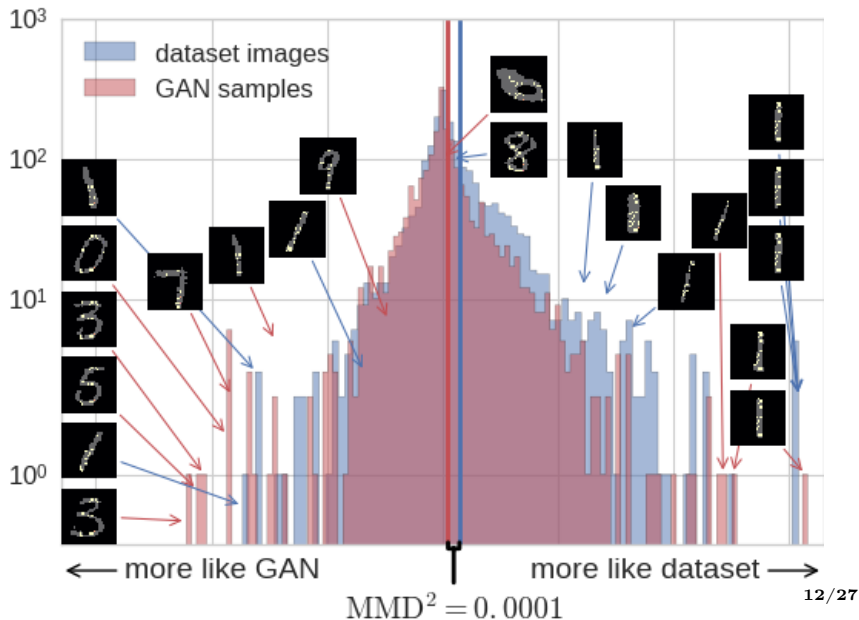 10³
dataset images
GAN samples
10²
10¹
10⁰
← more like GAN
more like dataset →
MMD² = 0.0001
12/27